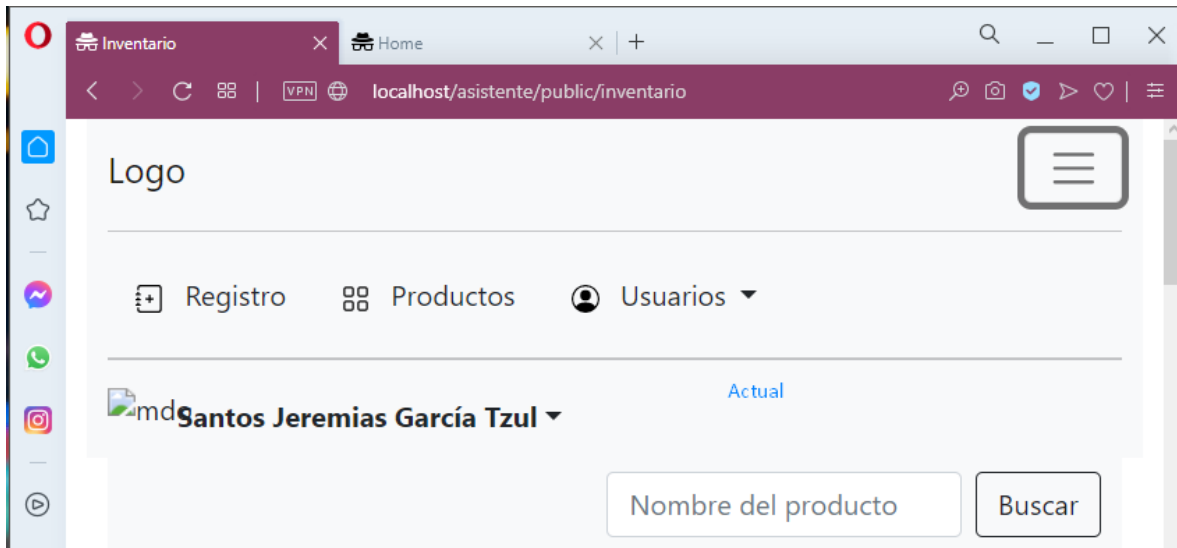 Inventario
Home
VPN
localhost/asistente/public/inventario
Logo
Registro
Productos
Usuarios
Actual
md
Santos Jeremias García Tzul
Nombre del producto
Buscar